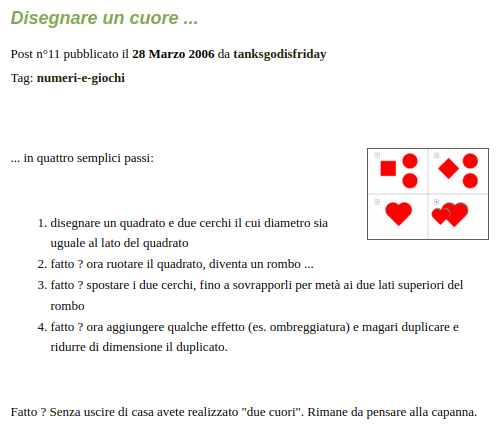 Disegnare un cuore ...
Post n°11 pubblicato il 28 Marzo 2006 da tanksgodisfriday
Tag: numeri-e-giochi
... in quattro semplici passi:
1. disegnare un quadrato e due cerchi il cui diametro sia
uguale al lato del quadrato
2. fatto ? ora ruotare il quadrato, diventa un rombo ...
3. fatto ? spostare i due cerchi, fino a sovrapporli per metà ai due lati superiori del
rombo
4. fatto ? ora aggiungere qualche effetto (es. ombreggiatura) e magari duplicare e
ridurre di dimensione il duplicato.
Fatto ? Senza uscire di casa avete realizzato "due cuori". Rimane da pensare alla capanna.